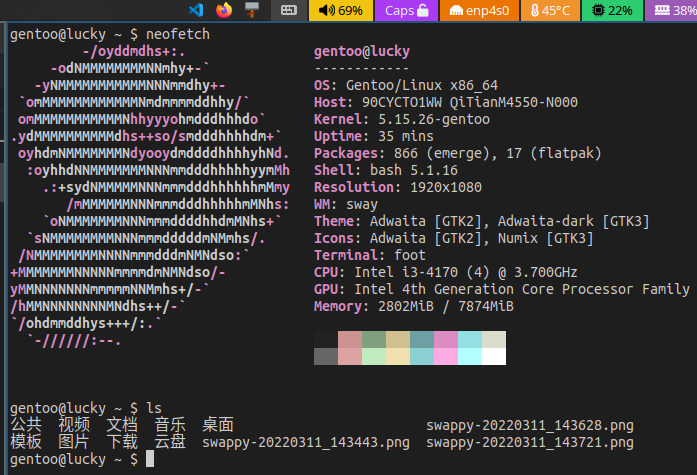 69% Caps enp4s0 45°C 22% 38%
gentoo@lucky ~ $ neofetch
-/oyddmdhs+:.
gentoo@lucky
-odNMMMMMMMMNNmhy+-`
------------
-yNMMMMMMMMMMMNNNmmdhy+-
OS: Gentoo/Linux x86_64
`omMMMMMMMMMMMMNmdmmmmddhhy/`
Host: 90CYCTO1WW QiTianM4550-N000
omMMMMMMMMMMMNhhyyyohmdddhhhdo`
Kernel: 5.15.26-gentoo
.ydMMMMMMMMMMdhs++so/smdddhhhhdm+`
Uptime: 35 mins
oyhdmNMMMMMMMNdyooydmddddhhhhyhNd.
Packages: 866 (emerge), 17 (flatpak)
:oyhhdNNMMMMMMMNNNmmdddhhhhhyymMh
Shell: bash 5.1.16
.:+sydNMMMMMNNNmmmdddhhhhhhmMmy
Resolution: 1920x1080
/mMMMMMMNNNmmmdddhhhhhmMNhs:
WM: sway
`oNMMMMMMMNNNmmmddddhhdmMNhs+`
Theme: Adwaita [GTK2], Adwaita-dark [GTK3]
`sNMMMMMMMMNNNmmmdddddmNMmhs/.
Icons: Adwaita [GTK2], Numix [GTK3]
/NMMMMMMMMNNNNmmmdddmNMNdso:`
Terminal: foot
+MMMMMMMNNNNNmmmmdmNMNdso/-
CPU: Intel i3-4170 (4) @ 3.700GHz
yMMNNNNNNNmmmmmNNMmhs+/-`
GPU: Intel 4th Generation Core Processor Family
/hMMNNNNNNNNMNdhs++/-`
Memory: 2802MiB / 7874MiB
`/ohdmmddhys+++/:.`
`-//////:--.
gentoo@lucky ~ $ ls
公共 视频 文档 音乐 桌面 swappy-20220311_143628.png
模板 图片 下载 云盘 swappy-20220311_143443.png swappy-20220311_143721.png
gentoo@lucky ~ $